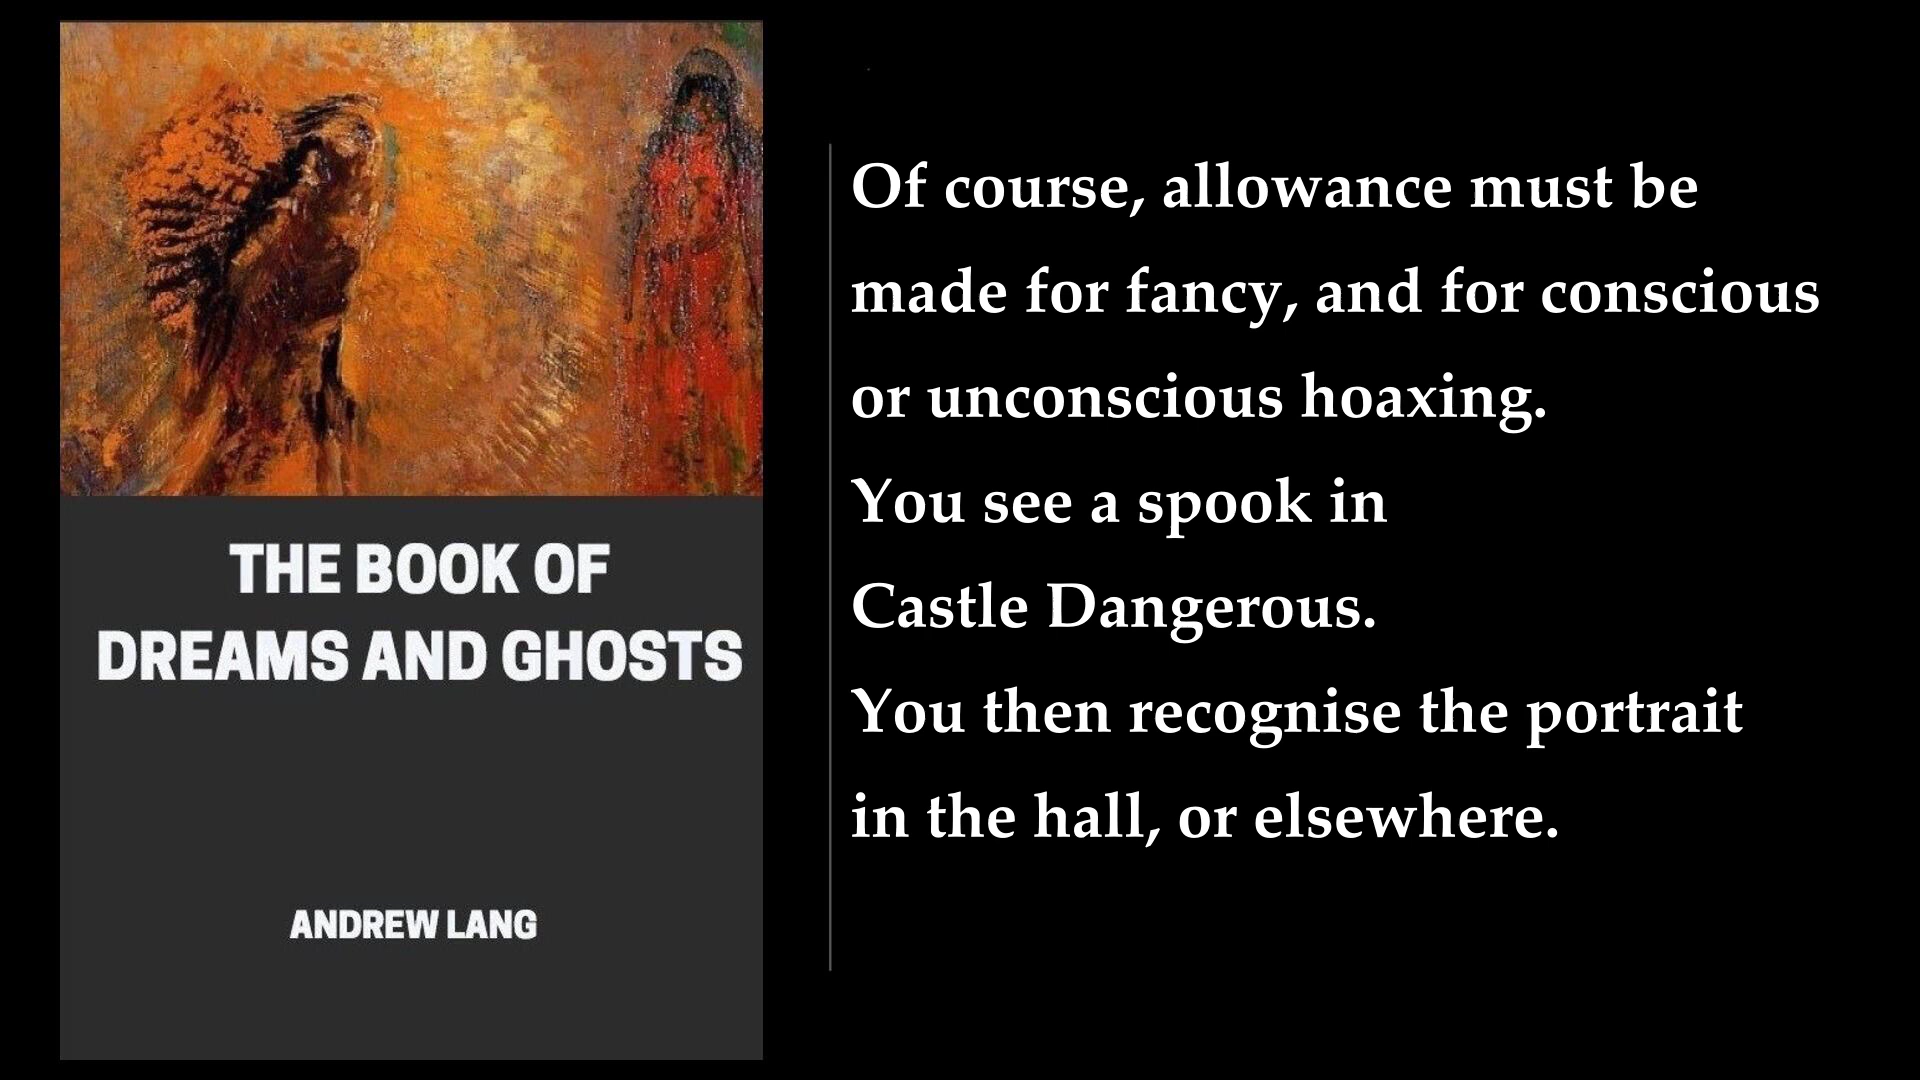 THE BOOK OF
DREAMS AND GHOSTS
ANDREW LANG
Of course, allowance must be
made for fancy, and for conscious
or unconscious hoaxing.
You see a spook in
Castle Dangerous.
You then recognise the portrait
in the hall, or elsewhere.